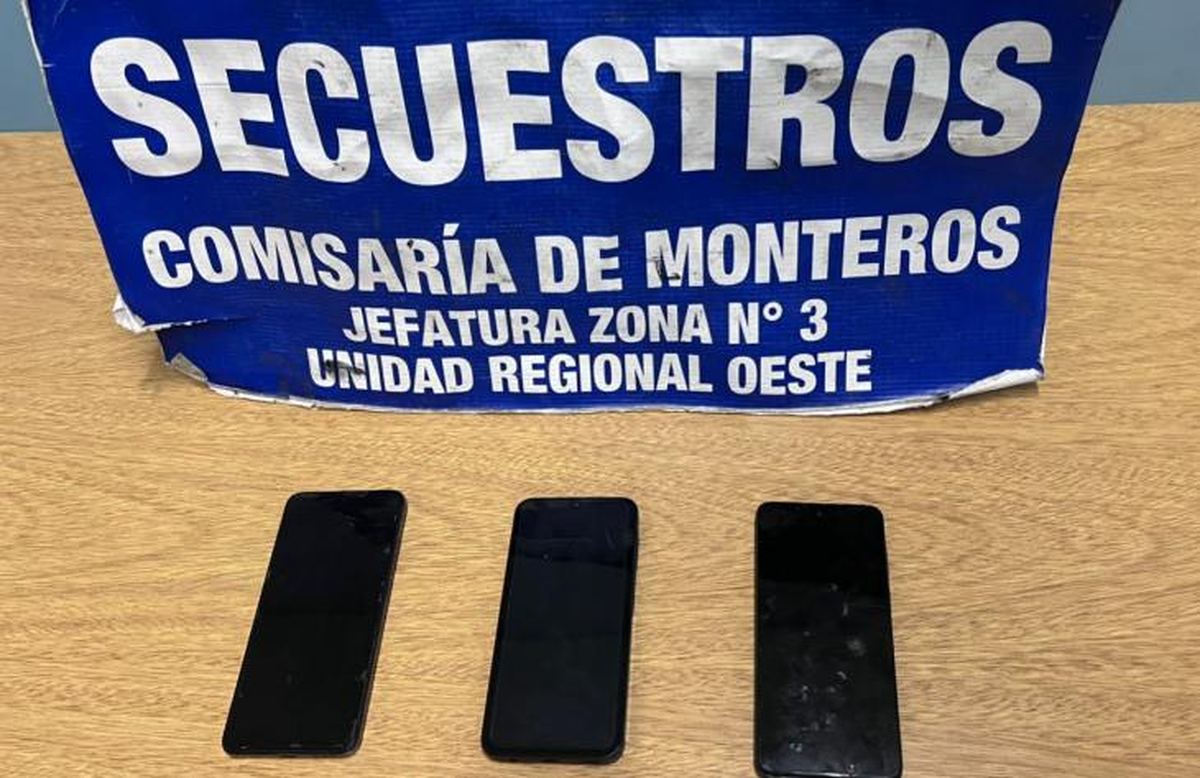 SECUESTROS
COMISARÍA DE MONTEROS
JEFATURA ZONA N° 3
UNIDAD REGIONAL OESTE